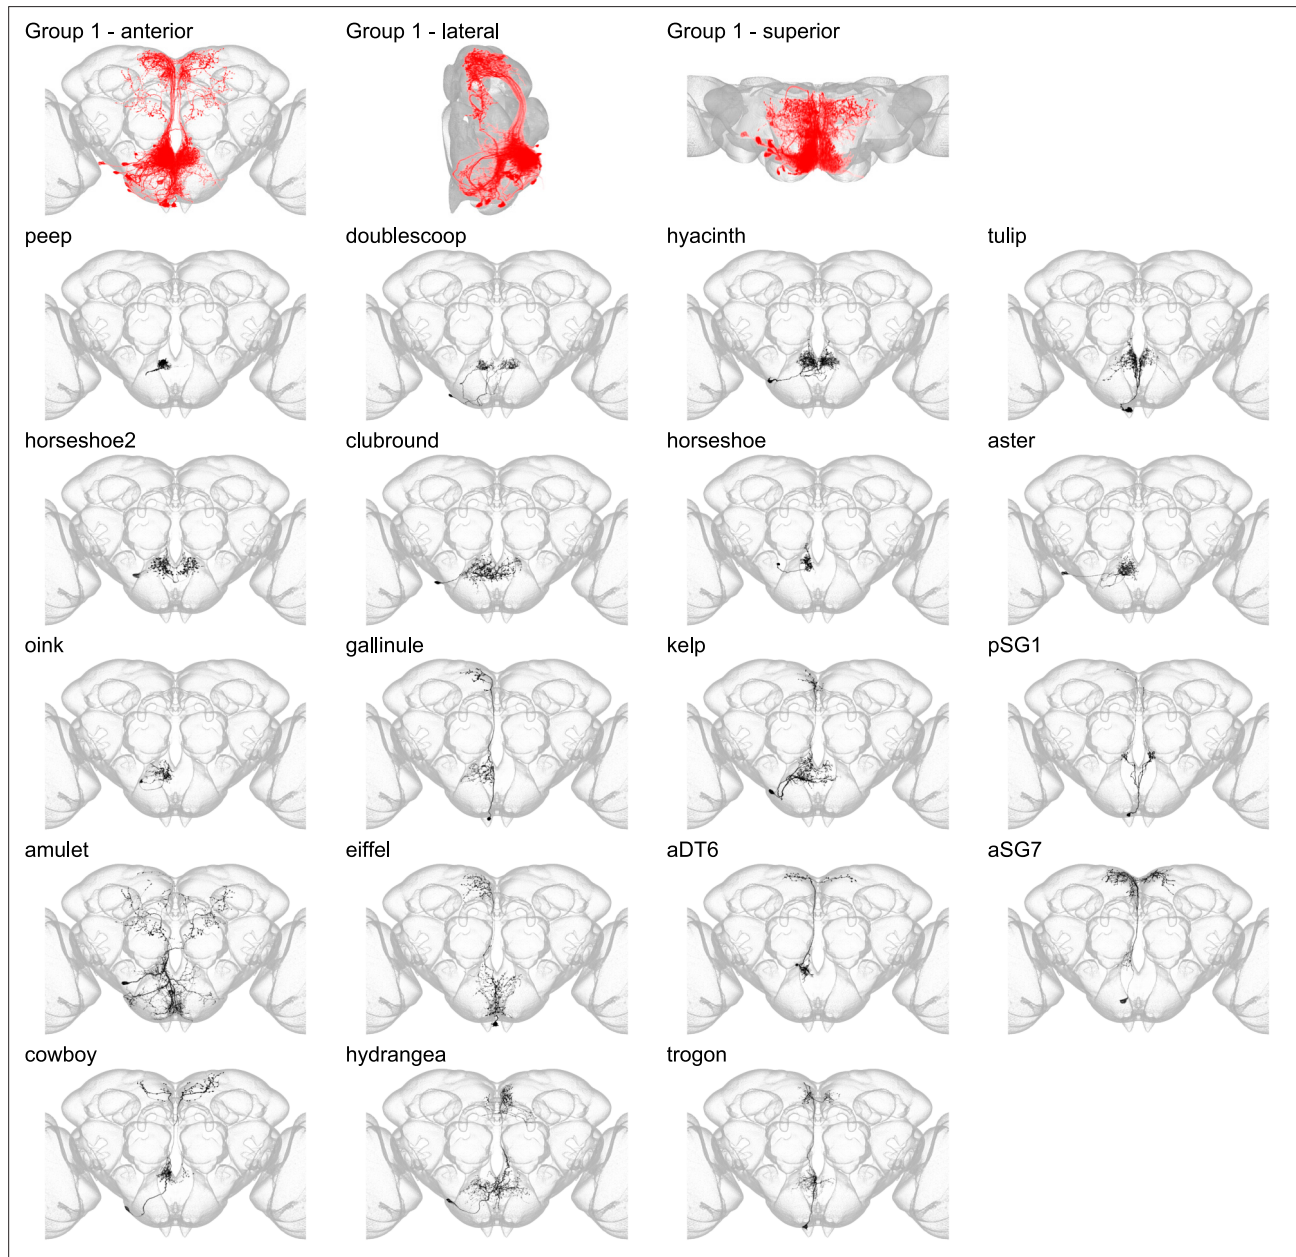 Group 1 - anterior
Group 1 - lateral
Group 1 - superior
peep
doublescoop
hyacinth
tulip
horseshoe2
clubround
horseshoe
aster
oink
gallinule
kelp
pSG1
amulet
eiffel
aDT6
aSG7
cowboy
hydrangea
trogon